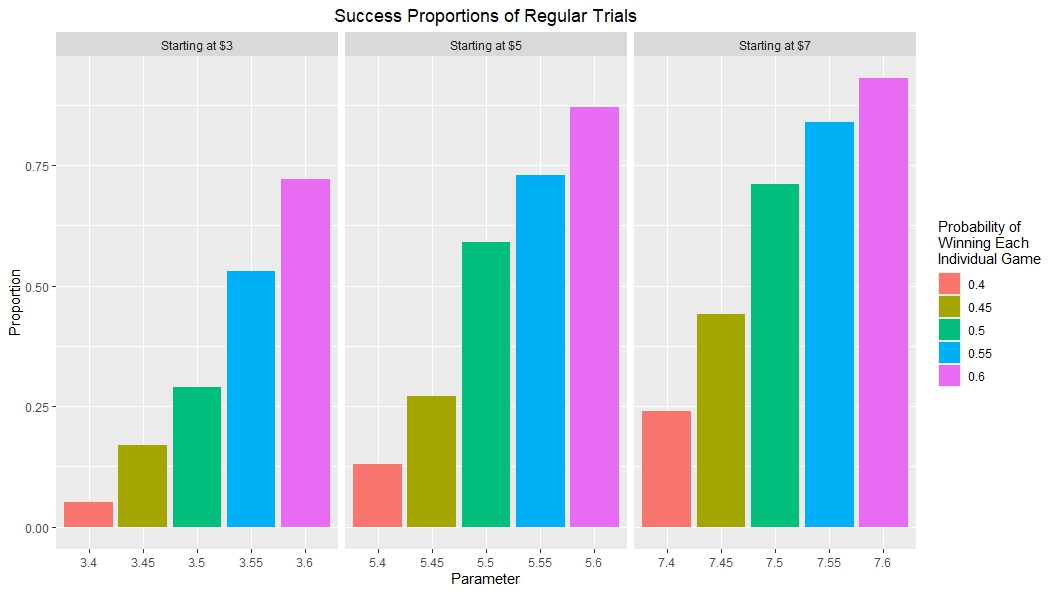 Success Proportions of Regular Trials
Starting at $3
Starting at $5
Starting at $7
Proportion
0.75
0.50
0.25
0.00
3.4 3.45 3.5 3.55 3.6
5.4 5.45 5.5 5.55 5.6
7.4 7.45 7.5 7.55 7.6
Parameter
Probability of
Winning Each
Individual Game
0.4
0.45
0.5
0.55
0.6